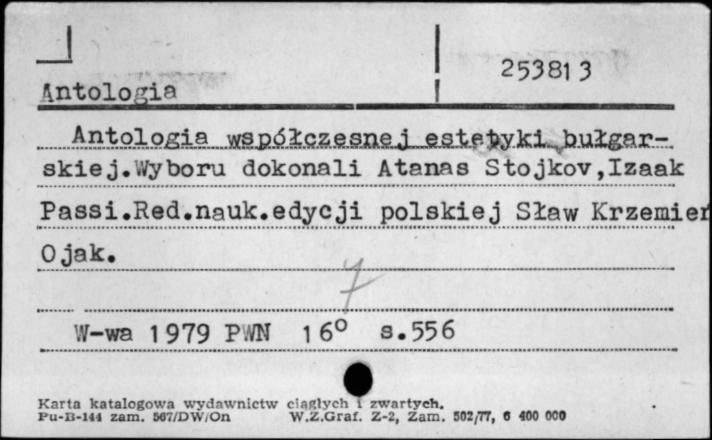 253813
Antologia
Antologia współczesnej estetyki bułgar-
skiej.Wyboru dokonali Atanas Stojkov,Izaak
Passi.Red.nauk.edycji polskiej Sław Krzemień
Ojak.
7
W-wa 1979 PWN 16° s.556
Karta katalogowa wydawnictw ciągłych i zwartych.
Pu-B-144 zam. 567/DW/On W.Z.Graf. Z-2, Zam. 502/77, 6 400 000